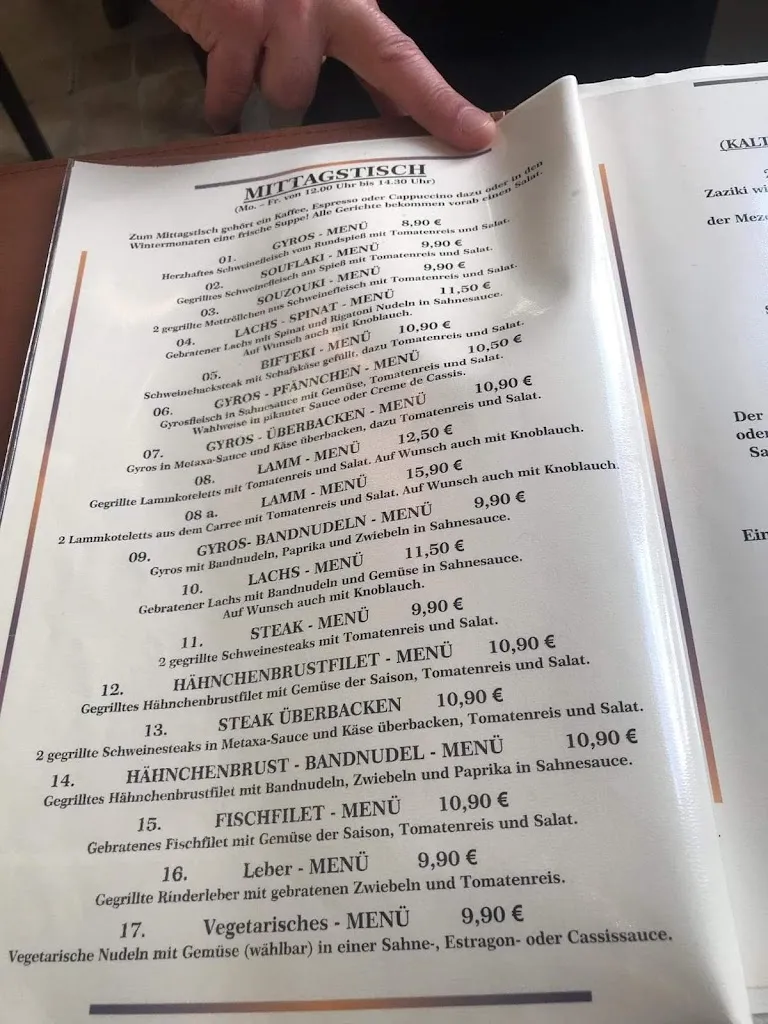 MITTAGSTISCH
(Mo. - Fr. von 12.00 Uhr bis 14.30 Uhr)
Zum Mittagstisch gehört ein Kaffee, Espresso oder Cappuccino dazu oder in den
Wintermonaten eine frische Suppe! Alle Gerichte bekommen vorab einen Salat.
01. GYROS - MENÜ 8,90 €
Herzhaftes Schweinefleisch vom Rundspieß mit Tomatenreis und Salat.
02. SOUFLAKI - MENÜ 9,90 €
Gegrilltes Schweinefleisch am Spieß mit Tomatenreis und Salat.
03. SOUZOUKI - MENÜ 9,90 €
2 gegrillte Mettröllchen aus Schweinefleisch mit Tomatenreis und Salat.
04. LACHS - SPINAT - MENÜ 11,50 €
Gebratener Lachs mit Spinat und Rigatoni Nudeln in Sahnesauce.
Auf Wunsch auch mit Knoblauch.
05. BIFTEKI - MENÜ 10,90 €
Schweinehacksteak mit Schafskäse gefüllt, dazu Tomatenreis und Salat.
06. GYROS - PFÄNNCHEN - MENÜ 10,50 €
Gyrosfleisch in Sahnesauce mit Gemüse, Tomatenreis und Salat.
Wahlweise in pikanter Sauce oder Creme de Cassis.
07. GYROS - ÜBERBACKEN - MENÜ 10,90 €
Gyros in Metaxa-Sauce und Käse überbacken, dazu Tomatenreis und Salat.
08. LAMM - MENÜ 12,50 €
Gegrillte Lammkoteletts mit Tomatenreis und Salat. Auf Wunsch auch mit Knoblauch.
08 a. LAMM - MENÜ 15,90 €
2 Lammkoteletts aus dem Carree mit Tomatenreis und Salat. Auf Wunsch auch mit Knoblauch.
09. GYROS- BANDNUDELN - MENÜ 9,90 €
Gyros mit Bandnudeln, Paprika und Zwiebeln in Sahnesauce.
10. LACHS - MENÜ 11,50 €
Gebratener Lachs mit Bandnudeln und Gemüse in Sahnesauce.
Auf Wunsch auch mit Knoblauch.
11. STEAK - MENÜ 9,90 €
2 gegrillte Schweinesteaks mit Tomatenreis und Salat.
12. HÄHNCHENBRUSTFILET - MENÜ 10,90 €
Gegrilltes Hähnchenbrustfilet mit Gemüse der Saison, Tomatenreis und Salat.
13. STEAK ÜBERBACKEN 10,90 €
2 gegrillte Schweinesteaks in Metaxa-Sauce und Käse überbacken, Tomatenreis und Salat.
14. HÄHNCHENBRUST - BANDNUDEL - MENÜ 10,90 €
Gegrilltes Hähnchenbrustfilet mit Bandnudeln, Zwiebeln und Paprika in Sahnesauce.
15. FISCHFILET - MENÜ 10,90 €
Gebratenes Fischfilet mit Gemüse der Saison, Tomatenreis und Salat.
16. Leber - MENÜ 9,90 €
Gegrillte Rinderleber mit gebratenen Zwiebeln und Tomatenreis.
17. Vegetarisches - MENÜ 9,90 €
Vegetarische Nudeln mit Gemüse (wählbar) in einer Sahne-, Estragon- oder Cassissauce.
(KALT
Zaziki wi
der Meze
Der
oder
Sa
Ein